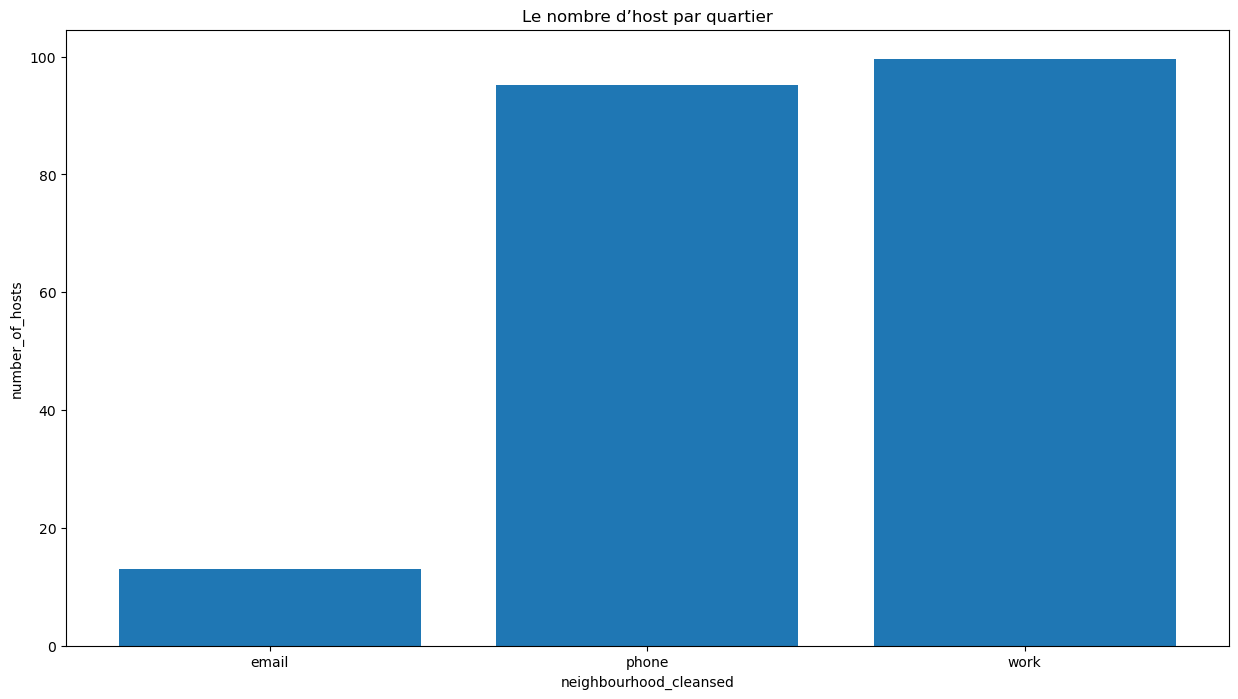 Le nombre d’host par quartier
number_of_hosts
100
80
60
40
20
0
email phone work
neighbourhood_cleansed